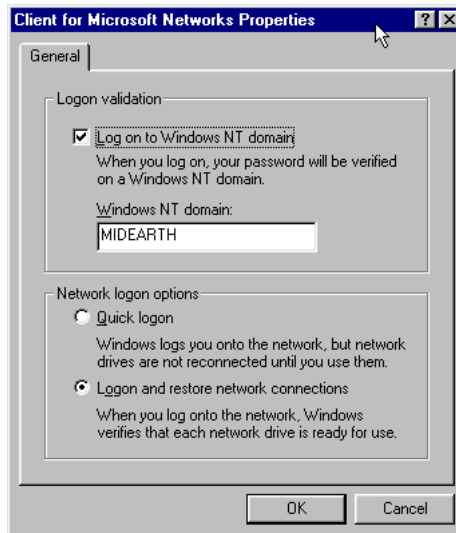 Client for Microsoft Networks Properties
General
Logon validation
Log on to Windows NT domain
When you log on, your password will be verified
on a Windows NT domain.
Windows NT domain:
MIDEARTH
Network logon options
Quick logon
Windows logs you onto the network, but network
drives are not reconnected until you use them.
Logon and restore network connections
When you log onto the network, Windows
verifies that each network drive is ready for use.
OK Cancel